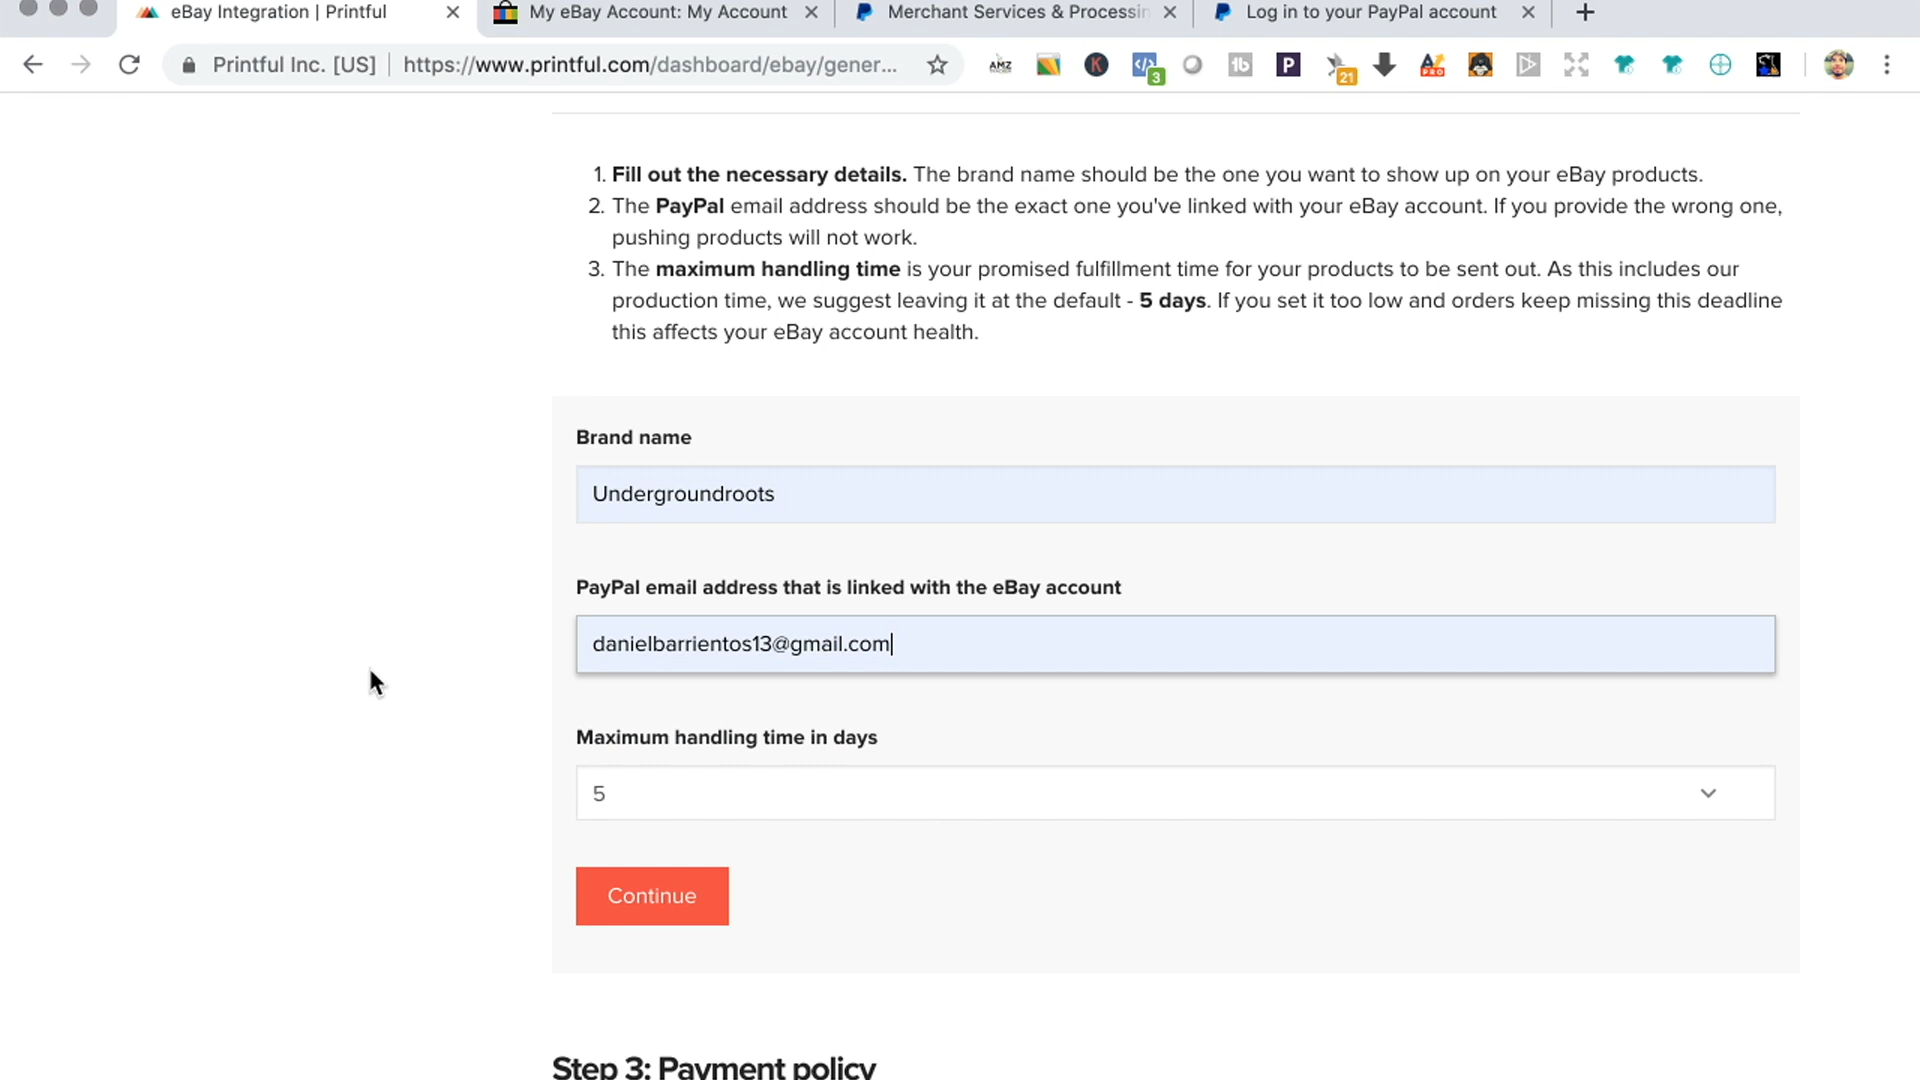 eBay Integration | Printful
My eBay Account: My Account
Merchant Services & Processin
Log in to your PayPal account
Printful Inc. [US] https://www.printful.com/dashboard/ebay/gener...
AMZ K 3 tb P 21 PRO
1. Fill out the necessary details. The brand name should be the one you want to show up on your eBay products.
2. The PayPal email address should be the exact one you've linked with your eBay account. If you provide the wrong one,
pushing products will not work.
3. The maximum handling time is your promised fulfillment time for your products to be sent out. As this includes our
production time, we suggest leaving it at the default - 5 days. If you set it too low and orders keep missing this deadline
this affects your eBay account health.
Brand name
Undergroundroots
PayPal email address that is linked with the eBay account
danielbarrientos13@gmail.com
Maximum handling time in days
5
Continue
Step 3: Payment policy